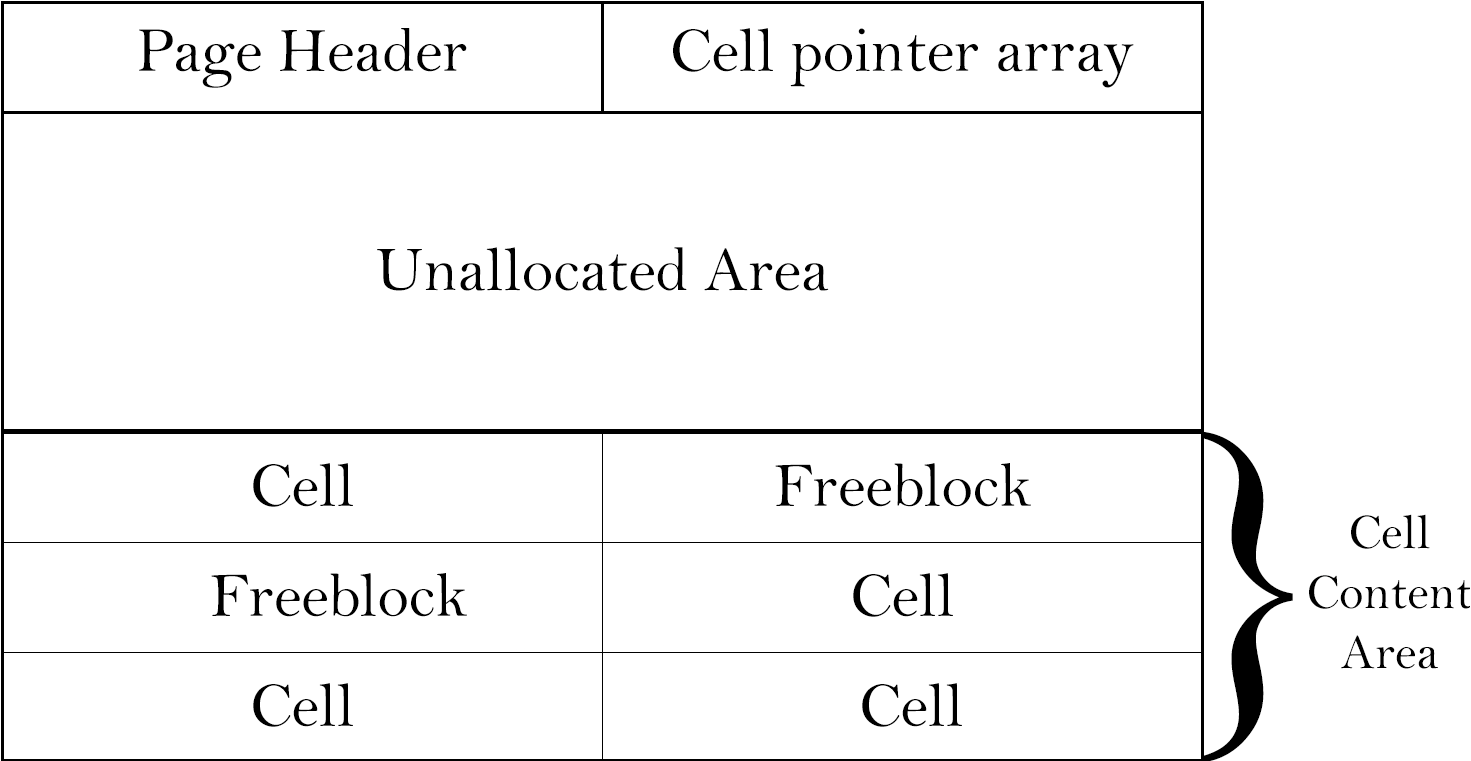 Page Header
Cell pointer array
Unallocated Area
Cell
Freeblock
Freeblock
Cell
Cell
Cell
Cell
Content
Area